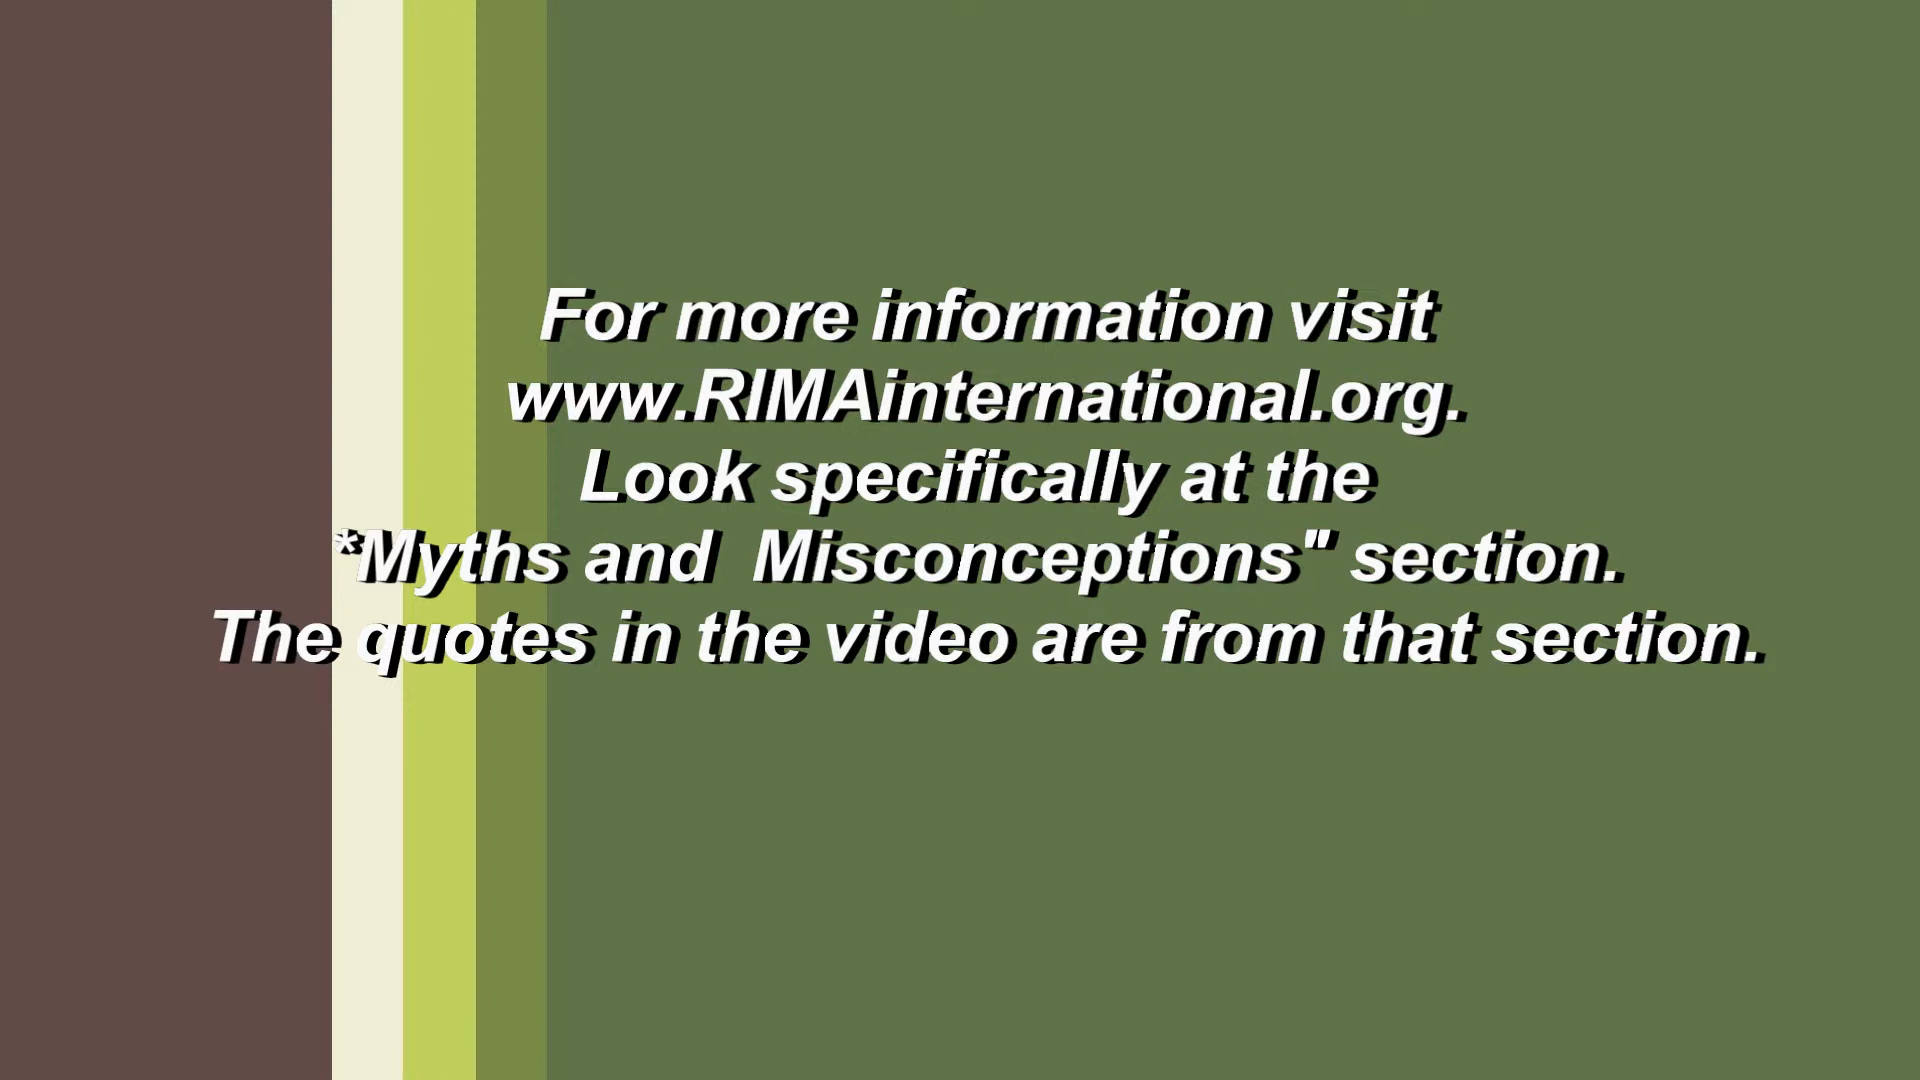 For more information visit
www.RIMAinternational.org.
Look specifically at the
*Myths and  Misconceptions" section.
The quotes in the video are from that section.